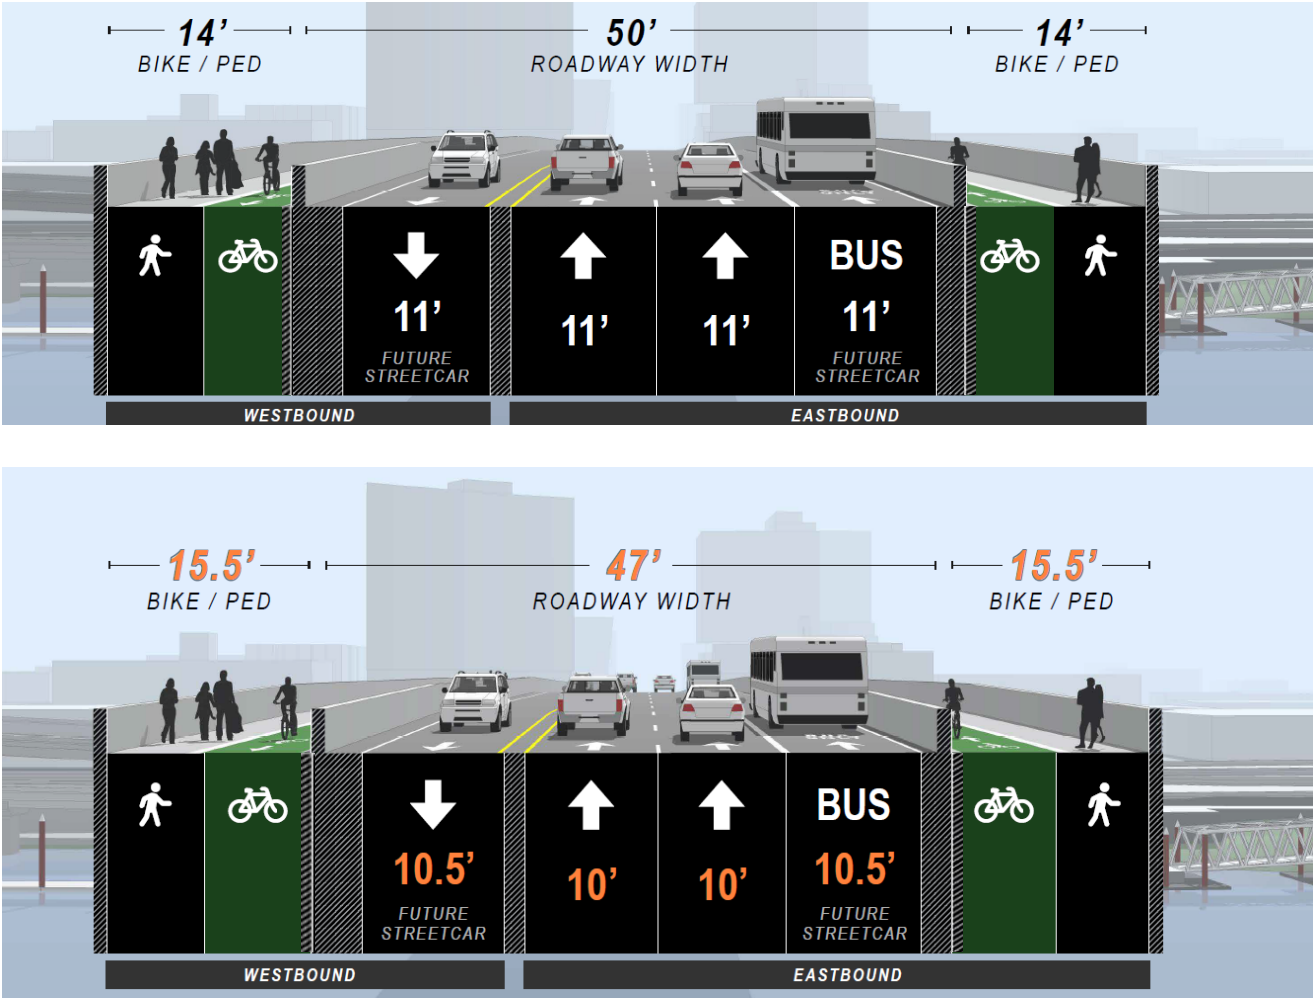 14’
50’
14’
BIKE / PED
ROADWAY WIDTH
BIKE / PED
BUS
11’
11’
11’
11’
FUTURE
STREETCAR
FUTURE
STREETCAR
WESTBOUND
EASTBOUND
15.5’
47’
15.5’
BIKE / PED
ROADWAY WIDTH
BIKE / PED
BUS
10.5’
10’
10’
10.5’
FUTURE
STREETCAR
FUTURE
STREETCAR
WESTBOUND
EASTBOUND